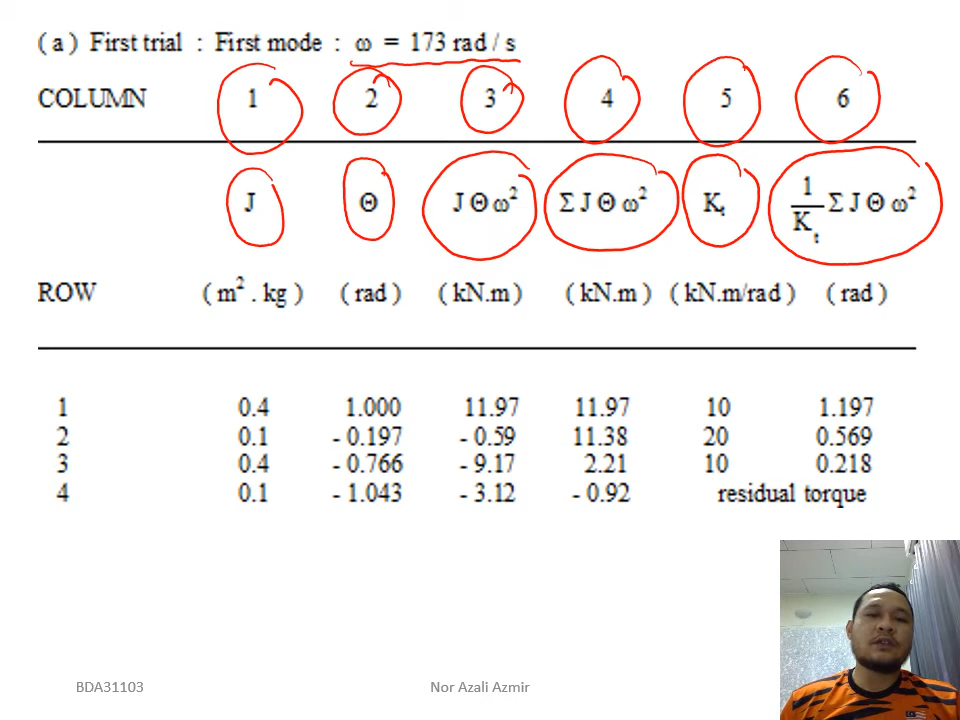 ( a ) First trial : First mode : ω = 173 rad / s
COLUMN 1 2 3 4 5 6
J Θ J Θ ω² Σ J Θ ω² Kₜ 1/Kₜ Σ J Θ ω²
ROW ( m² . kg ) ( rad ) ( kN.m ) ( kN.m ) ( kN.m/rad ) ( rad )
1 0.4 1.000 11.97 11.97 10 1.197
2 0.1 - 0.197 - 0.59 11.38 20 0.569
3 0.4 - 0.766 - 9.17 2.21 10 0.218
4 0.1 - 1.043 - 3.12 - 0.92 residual torque
BDA31103 Nor Azali Azmir